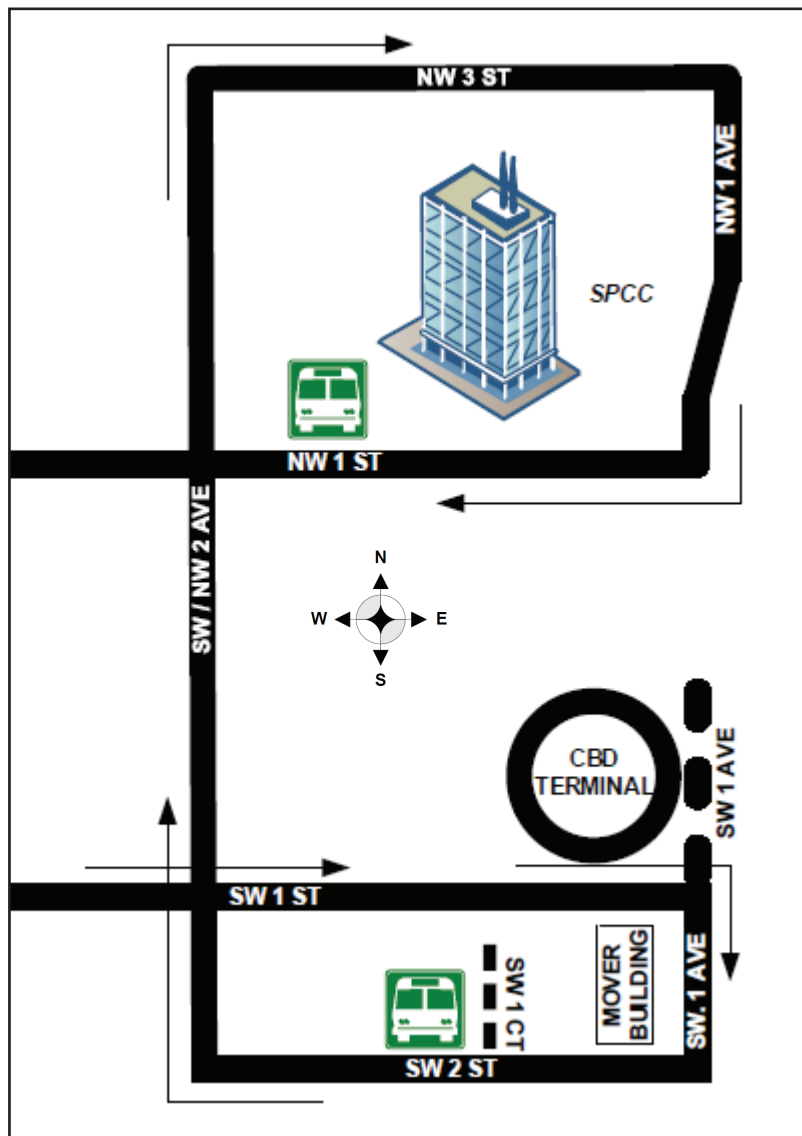 NW 3 ST
NW 1 AVE
SPCC
NW 1 ST
SW / NW 2 AVE
N
W
E
S
CBD
TERMINAL
SW 1 AVE
SW 1 ST
SW 1 CT
MOVER
BUILDING
SW. 1 AVE
SW 2 ST